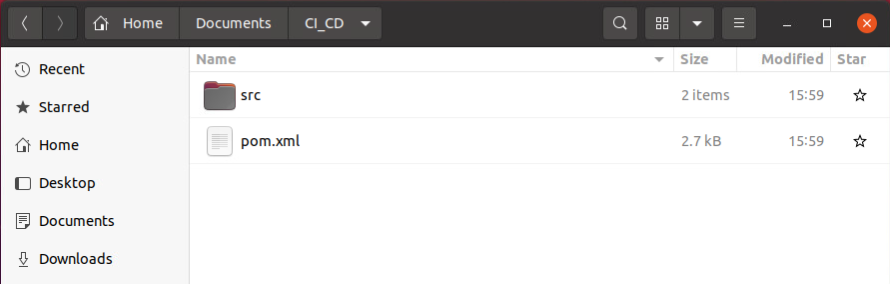 Home Documents CI_CD
Name Size Modified Star
Recent
src 2 items 15:59
Starred
Home
pom.xml 2.7 kB 15:59
Desktop
Documents
Downloads